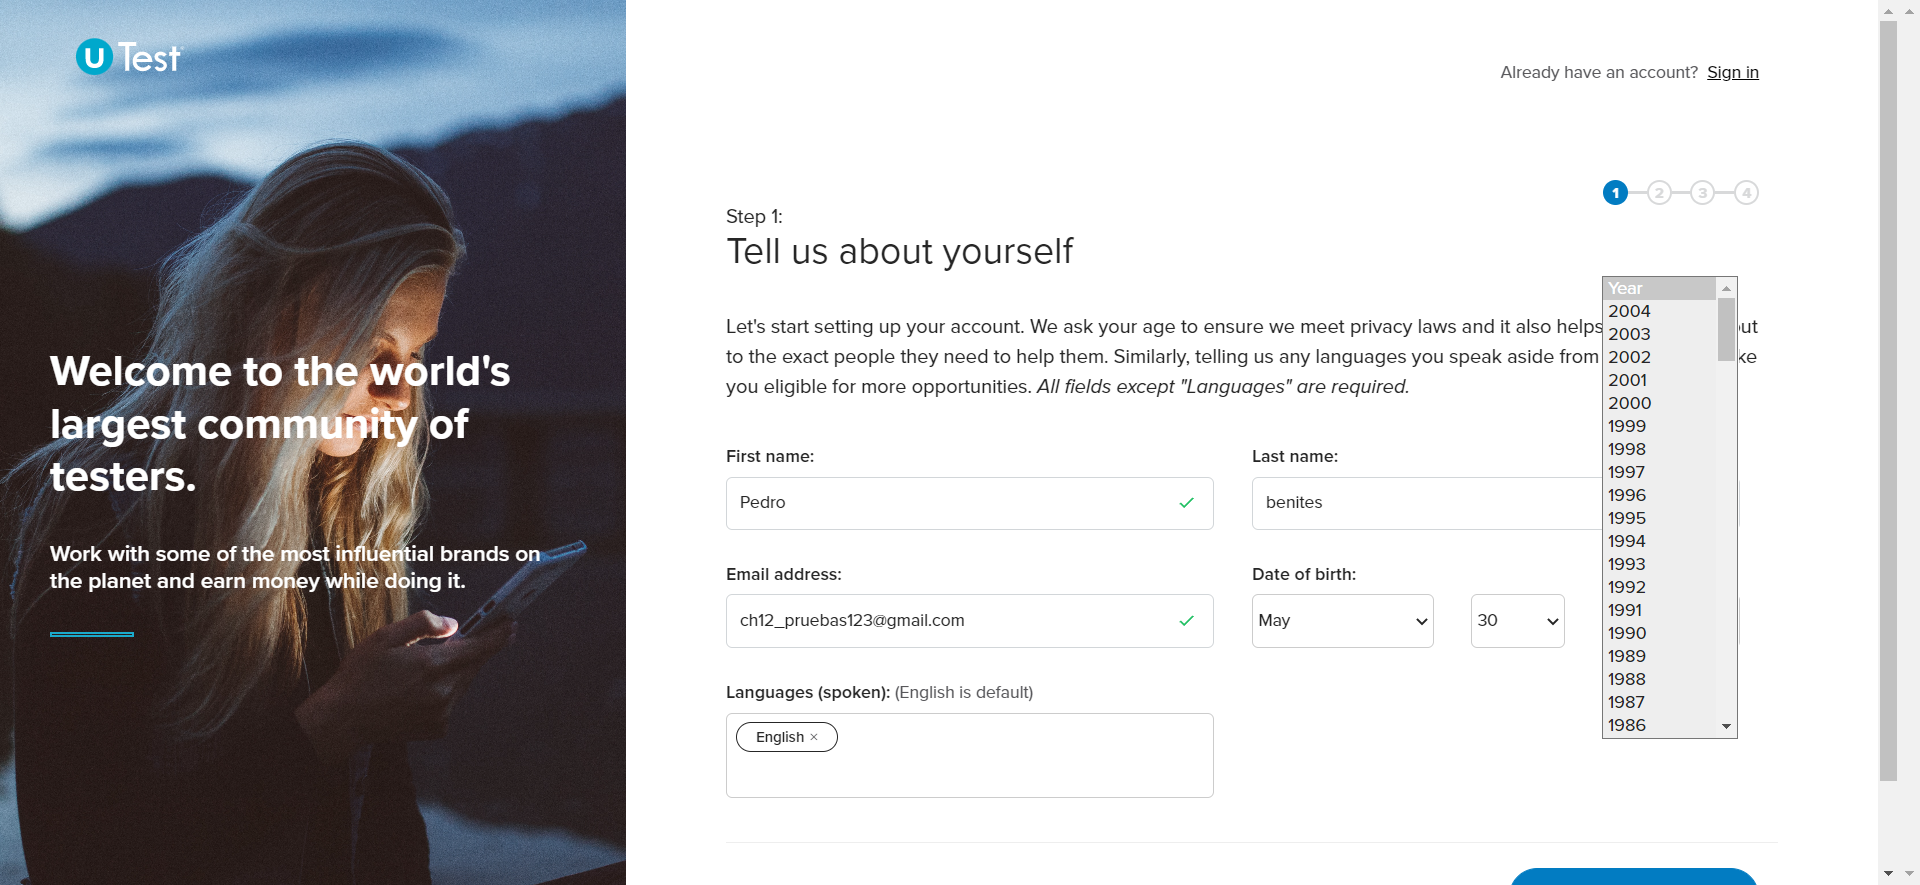 U Test
Welcome to the world's
largest community of
testers.
Work with some of the most influential brands on
the planet and earn money while doing it.
Already have an account? Sign in
1 2 3 4
Step 1:
Tell us about yourself
Let's start setting up your account. We ask your age to ensure we meet privacy laws and it also helps
to the exact people they need to help them. Similarly, telling us any languages you speak aside from
you eligible for more opportunities. All fields except "Languages" are required.
First name:
Pedro
Last name:
benites
Email address:
ch12_pruebas123@gmail.com
Date of birth:
May
30
Year
2004
2003
2002
2001
2000
1999
1998
1997
1996
1995
1994
1993
1992
1991
1990
1989
1988
1987
1986
Languages (spoken): (English is default)
English ×